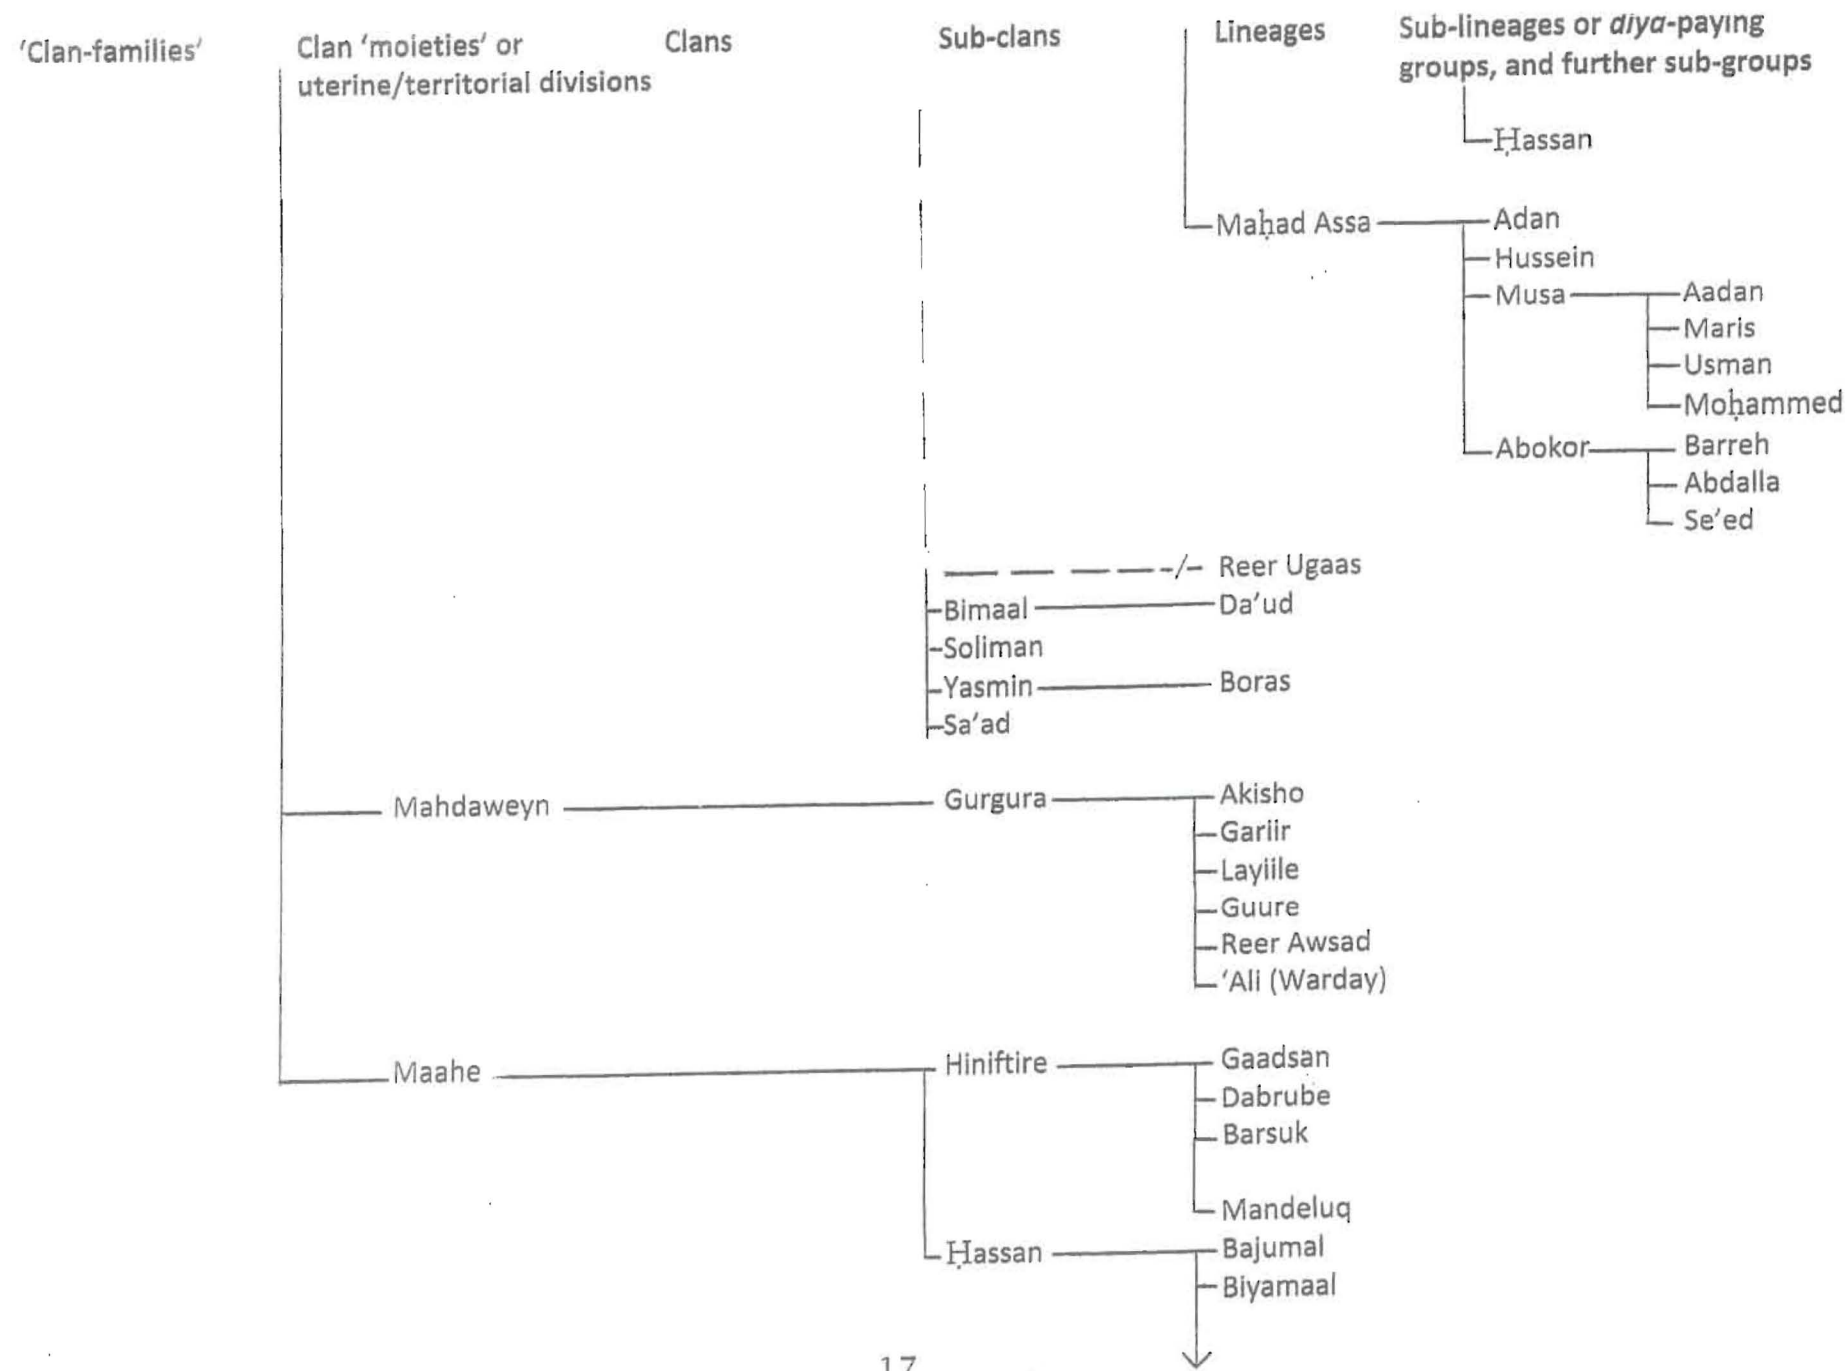 'Clan-families' Clan 'moieties' or Clans Sub-clans Lineages Sub-lineages or diya-paying
uterine/territorial divisions groups, and further sub-groups
Ḥassan
Maḥad Assa Adan
Hussein
Musa Aadan
Maris
Usman
Moḥammed
Abokor Barreh
Abdalla
Se'ed
Reer Ugaas
Bimaal Da'ud
Soliman
Yasmin Boras
Sa'ad
Mahdaweyn Gurgura Akisho
Gariir
Layiile
Guure
Reer Awsad
'Ali (Warday)
Maahe Hiniftire Gaadsan
Dabrube
Barsuk
Mandeluq
Ḥassan Bajumal
Biyamaal
17